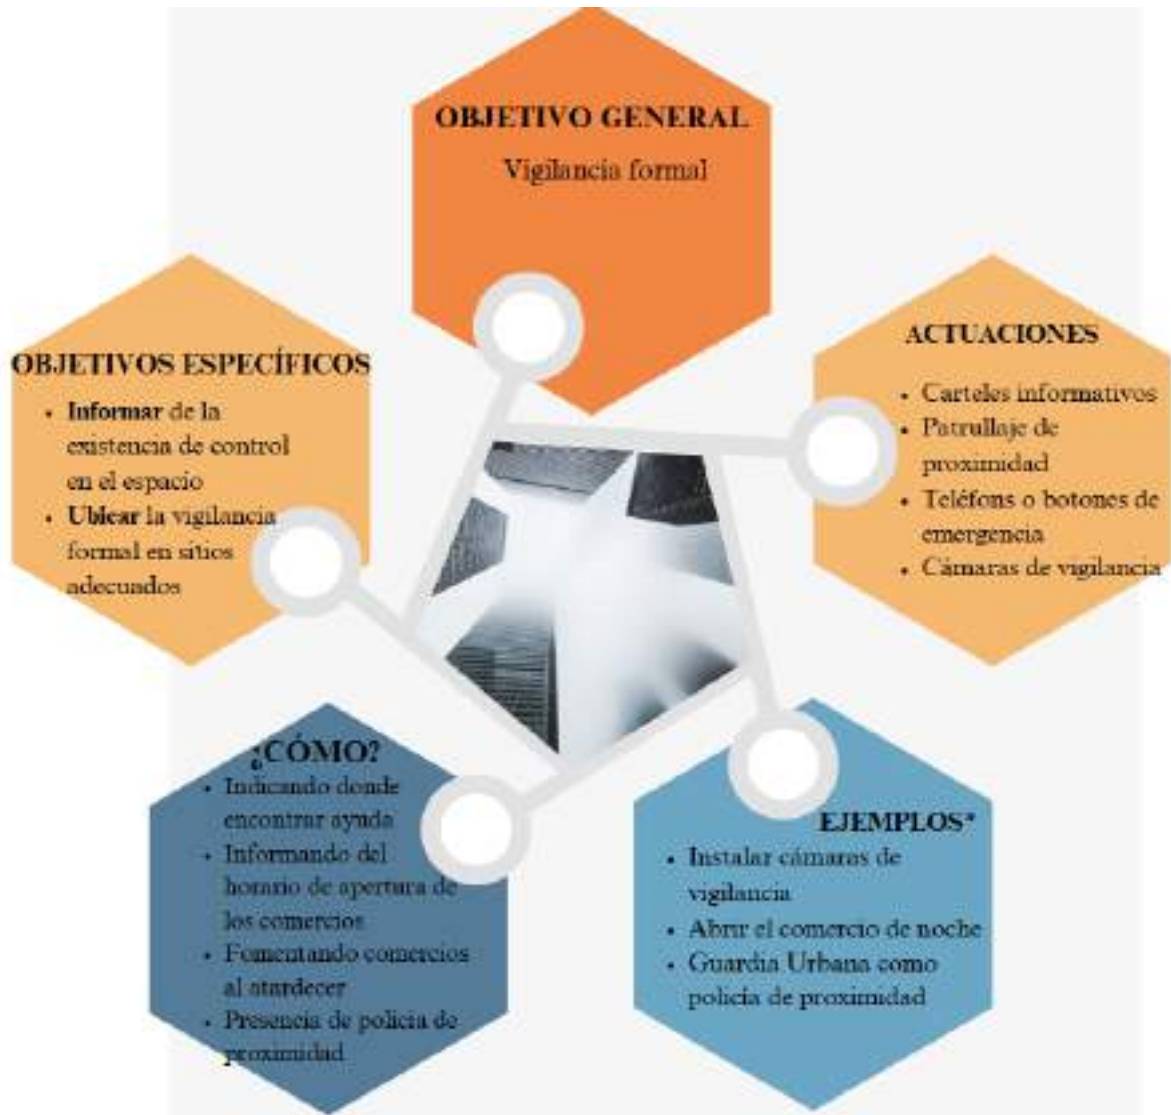 OBJETIVO GENERAL
Vigilancia formal
OBJETIVOS ESPECÍFICOS
• Informar de la
existencia de control
en el espacio
• Ubicar la vigilancia
formal en sitios
adecuados
ACTUACIONES
• Carteles informativos
• Patrullaje de
proximidad
• Teléfons o botones de
emergencia
• Cámaras de vigilancia
¿CÓMO?
• Indicando donde
encontrar ayuda
• Informando del
horario de apertura de
los comercios
• Fomentando comercios
al atardecer
• Presencia de policia de
proximidad
EJEMPLOS*
• Instalar cámaras de
vigilancia
• Abrir el comercio de noche
• Guardia Urbana como
policía de proximidad